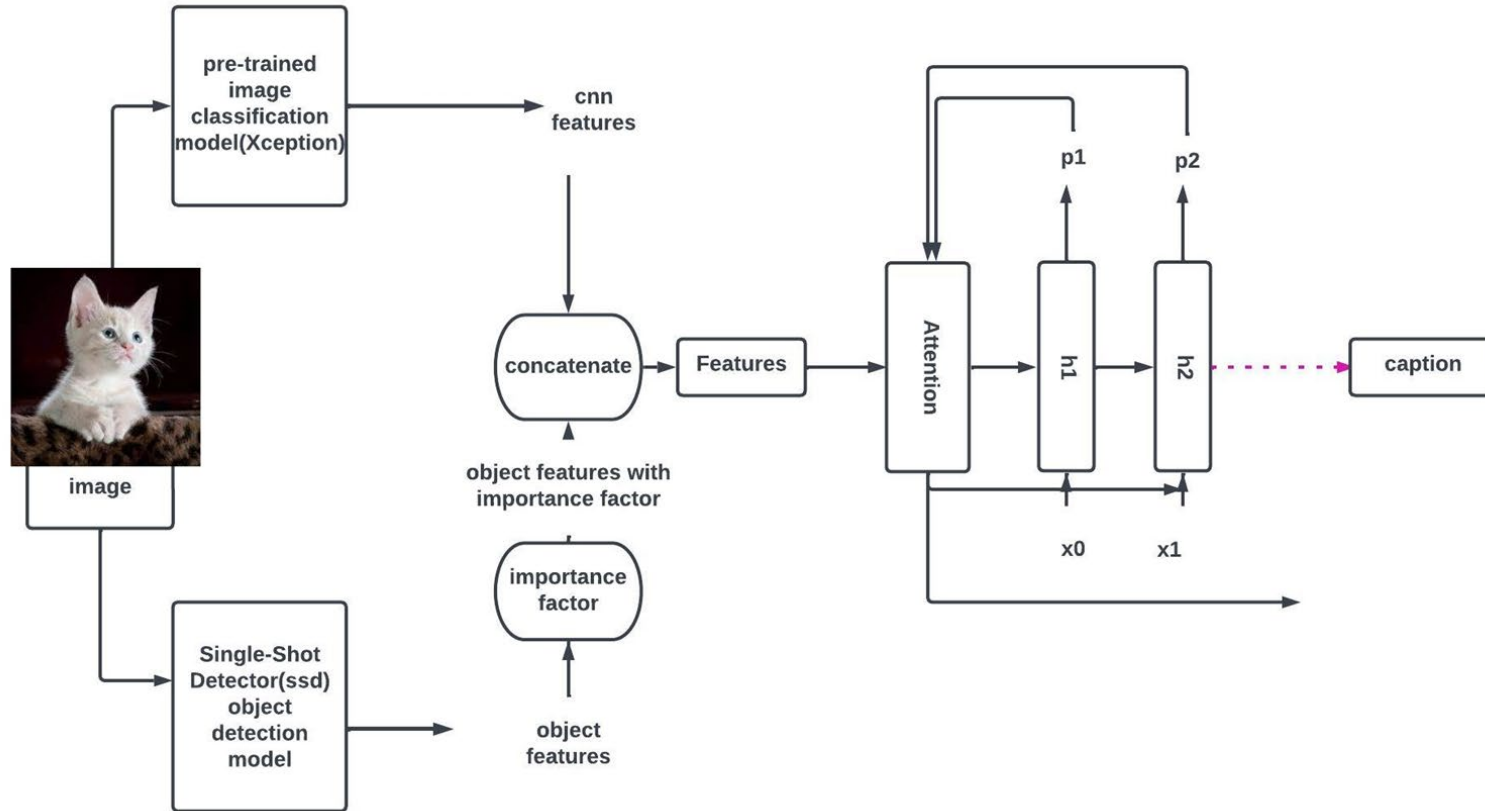 pre-trained
image
classification
model(Xception)
cnn
features
image
Single-Shot
Detector(ssd)
object
detection
model
object
features
importance
factor
object features with
importance factor
concatenate
Features
Attention
h1
h2
p1
p2
x0
x1
caption